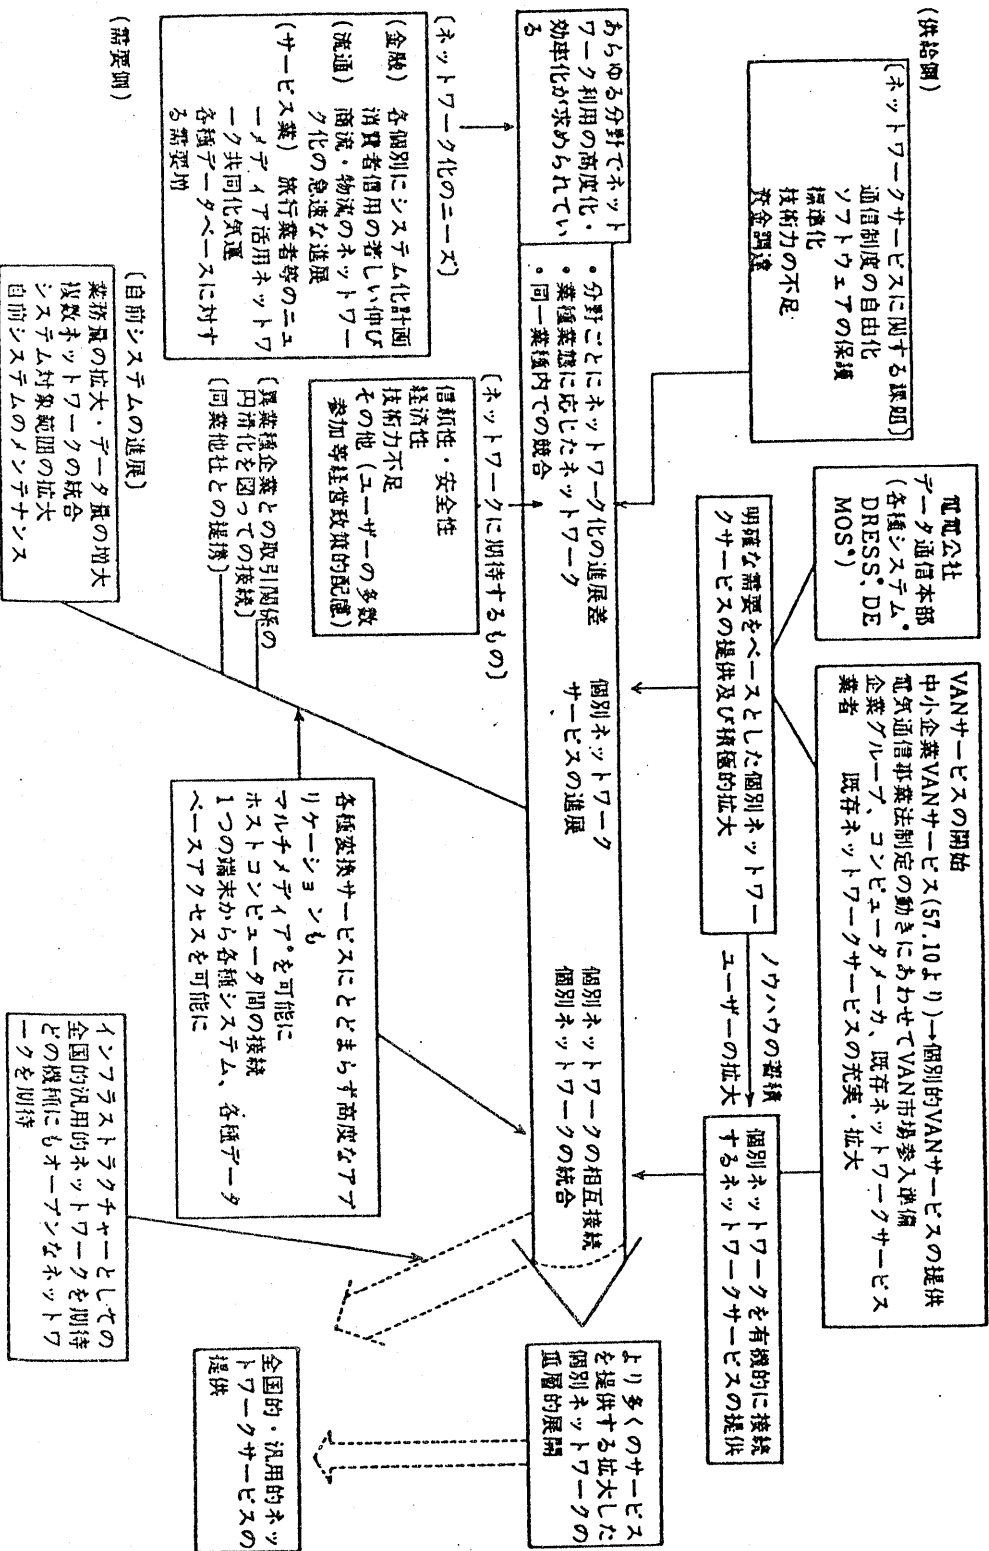 (供給側)
〔ネットワークサービスに関する課題〕
通信制度の自由化
ソフトウェアの保護
標準化
技術力の不足
資金調達
電電公社
データ通信本部
(各種システム*
DRESS*、DE
MOS*)
VANサービスの開始
中小企業VANサービス(57.10より)→個別的VANサービスの提供
電気通信事業法制定の動きにあわせてVAN市場参入準備
企業グループ、コンピュータメーカ、既存ネットワークサービス
業者 既存ネットワークサービスの充実・拡大
明確な需要をベースとした個別ネットワー
クサービスの提供及び積極的拡大
ノウハウの蓄積
ユーザーの拡大
個別ネットワークを有機的に接続
するネットワークサービスの提供
あらゆる分野でネット
ワーク利用の高度化・
効率化が求められてい
る
・分野ごとにネットワーク化の進展差
・業種業態に応じたネットワーク
・同一業種内での競合
個別ネットワーク
サービスの進展
個別ネットワークの相互接続
個別ネットワークの統合
より多くのサービス
を提供する拡大した
個別ネットワークの
重層的展開
〔ネットワーク化のニーズ〕
(金融) 各個別にシステム化計画
消費者信用の著しい伸び
(流通) 商流・物流のネットワー
ク化の急速な進展
(サービス業) 旅行業者等のニュ
ーメディア活用ネットワ
ーク共同化気運
各種データベースに対す
る需要増
〔ネットワークに期待するもの〕
信頼性・安全性
経済性
技術力不足
その他(ユーザーの多数
参加等経営政策的配慮)
(異業種企業との取引関係の
円滑化を図っての接続)
(同業他社との提携)
各種変換サービスにとどまらず高度なアプ
リケーションも
マルチメディア*を可能に
ホストコンピュータ間の接続
1つの端末から各種システム、各種データ
ベースアクセスを可能に
全国的・汎用的ネッ
トワークサービスの
提供
(需要側)
〔自前システムの進展〕
業務量の拡大・データ量の増大
複数ネットワークの統合
システム対象範囲の拡大
自前システムのメンテナンス
インフラストラクチャーとしての
全国的汎用的ネットワークを期待
どの機種にもオープンなネットワ
ークを期待